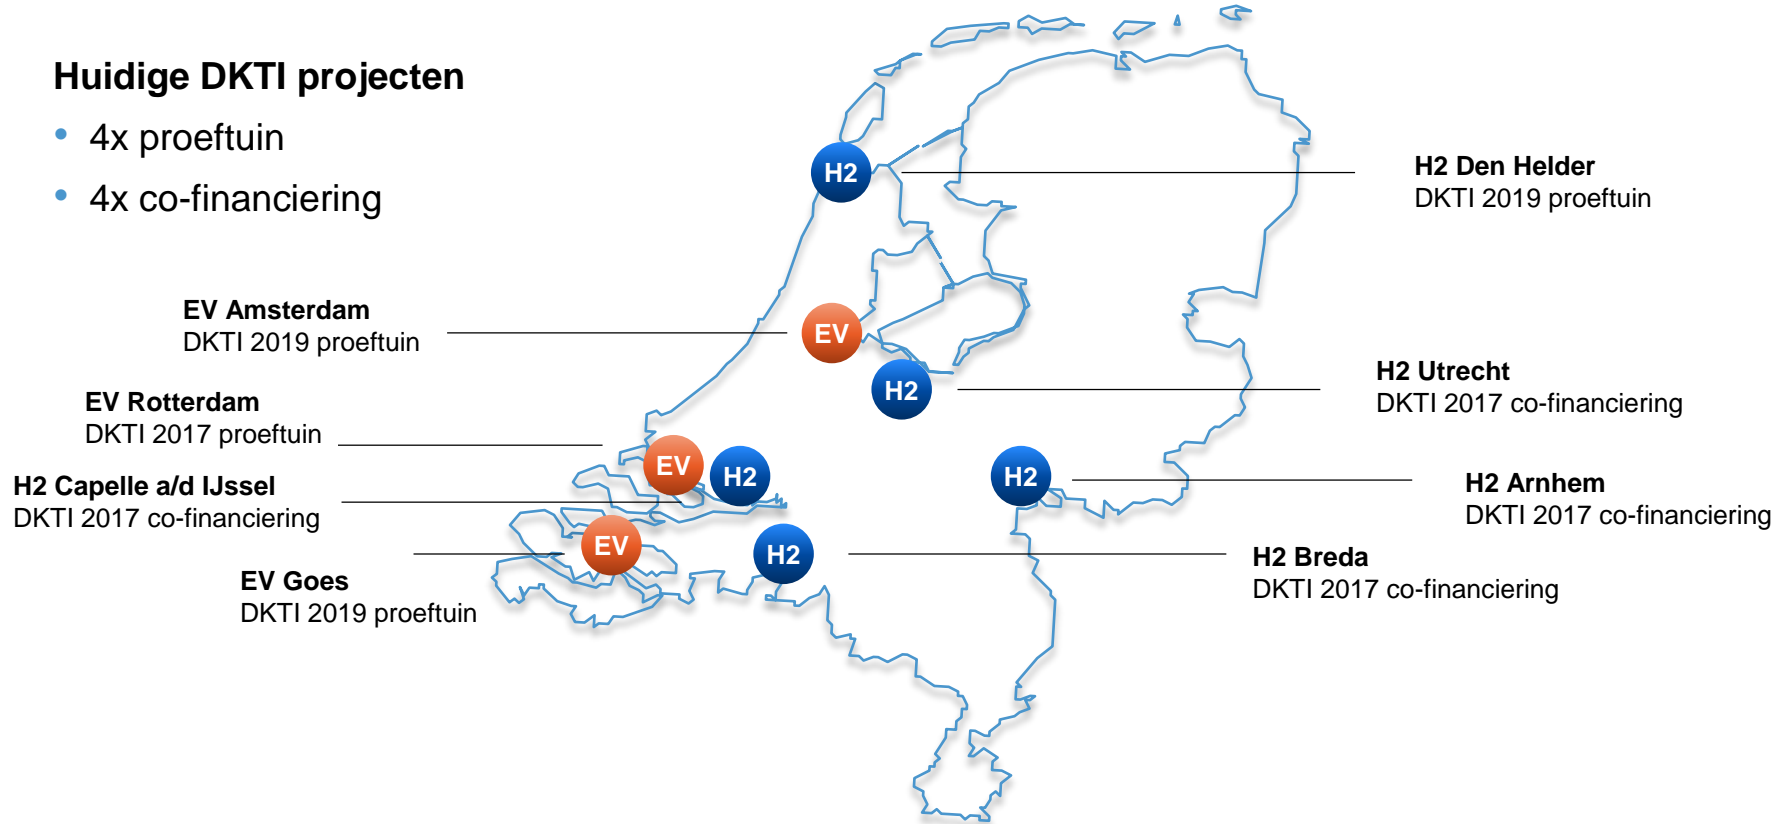 Huidige DKTI projecten
• 4x proeftuin
• 4x co-financiering
H2
H2 Den Helder
DKTI 2019 proeftuin
EV Amsterdam
DKTI 2019 proeftuin
EV
H2
H2 Utrecht
DKTI 2017 co-financiering
EV Rotterdam
DKTI 2017 proeftuin
EV
H2
H2
H2 Capelle a/d IJssel
DKTI 2017 co-financiering
H2 Arnhem
DKTI 2017 co-financiering
EV
H2
EV Goes
DKTI 2019 proeftuin
H2 Breda
DKTI 2017 co-financiering